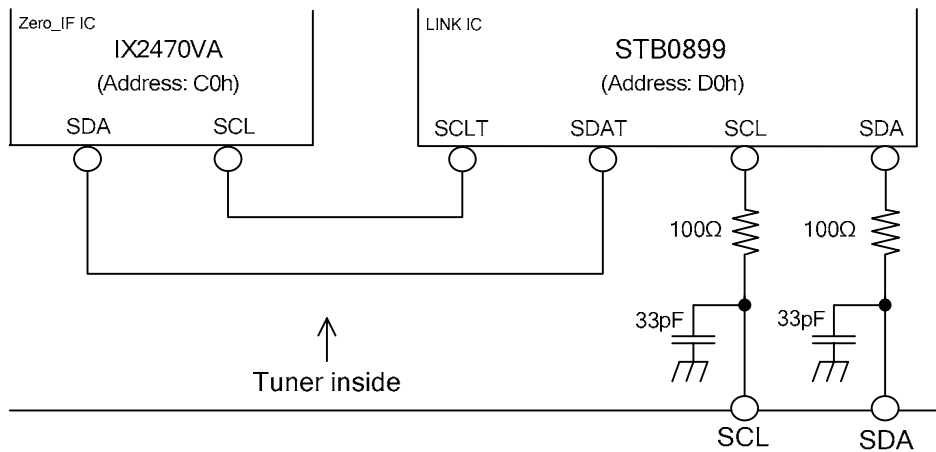 Zero_IF IC
IX2470VA
(Address: C0h)
SDA SCL
LINK IC
STB0899
(Address: D0h)
SCLT SDAT SCL SDA
100Ω 100Ω
33pF 33pF
Tuner inside
SCL SDA